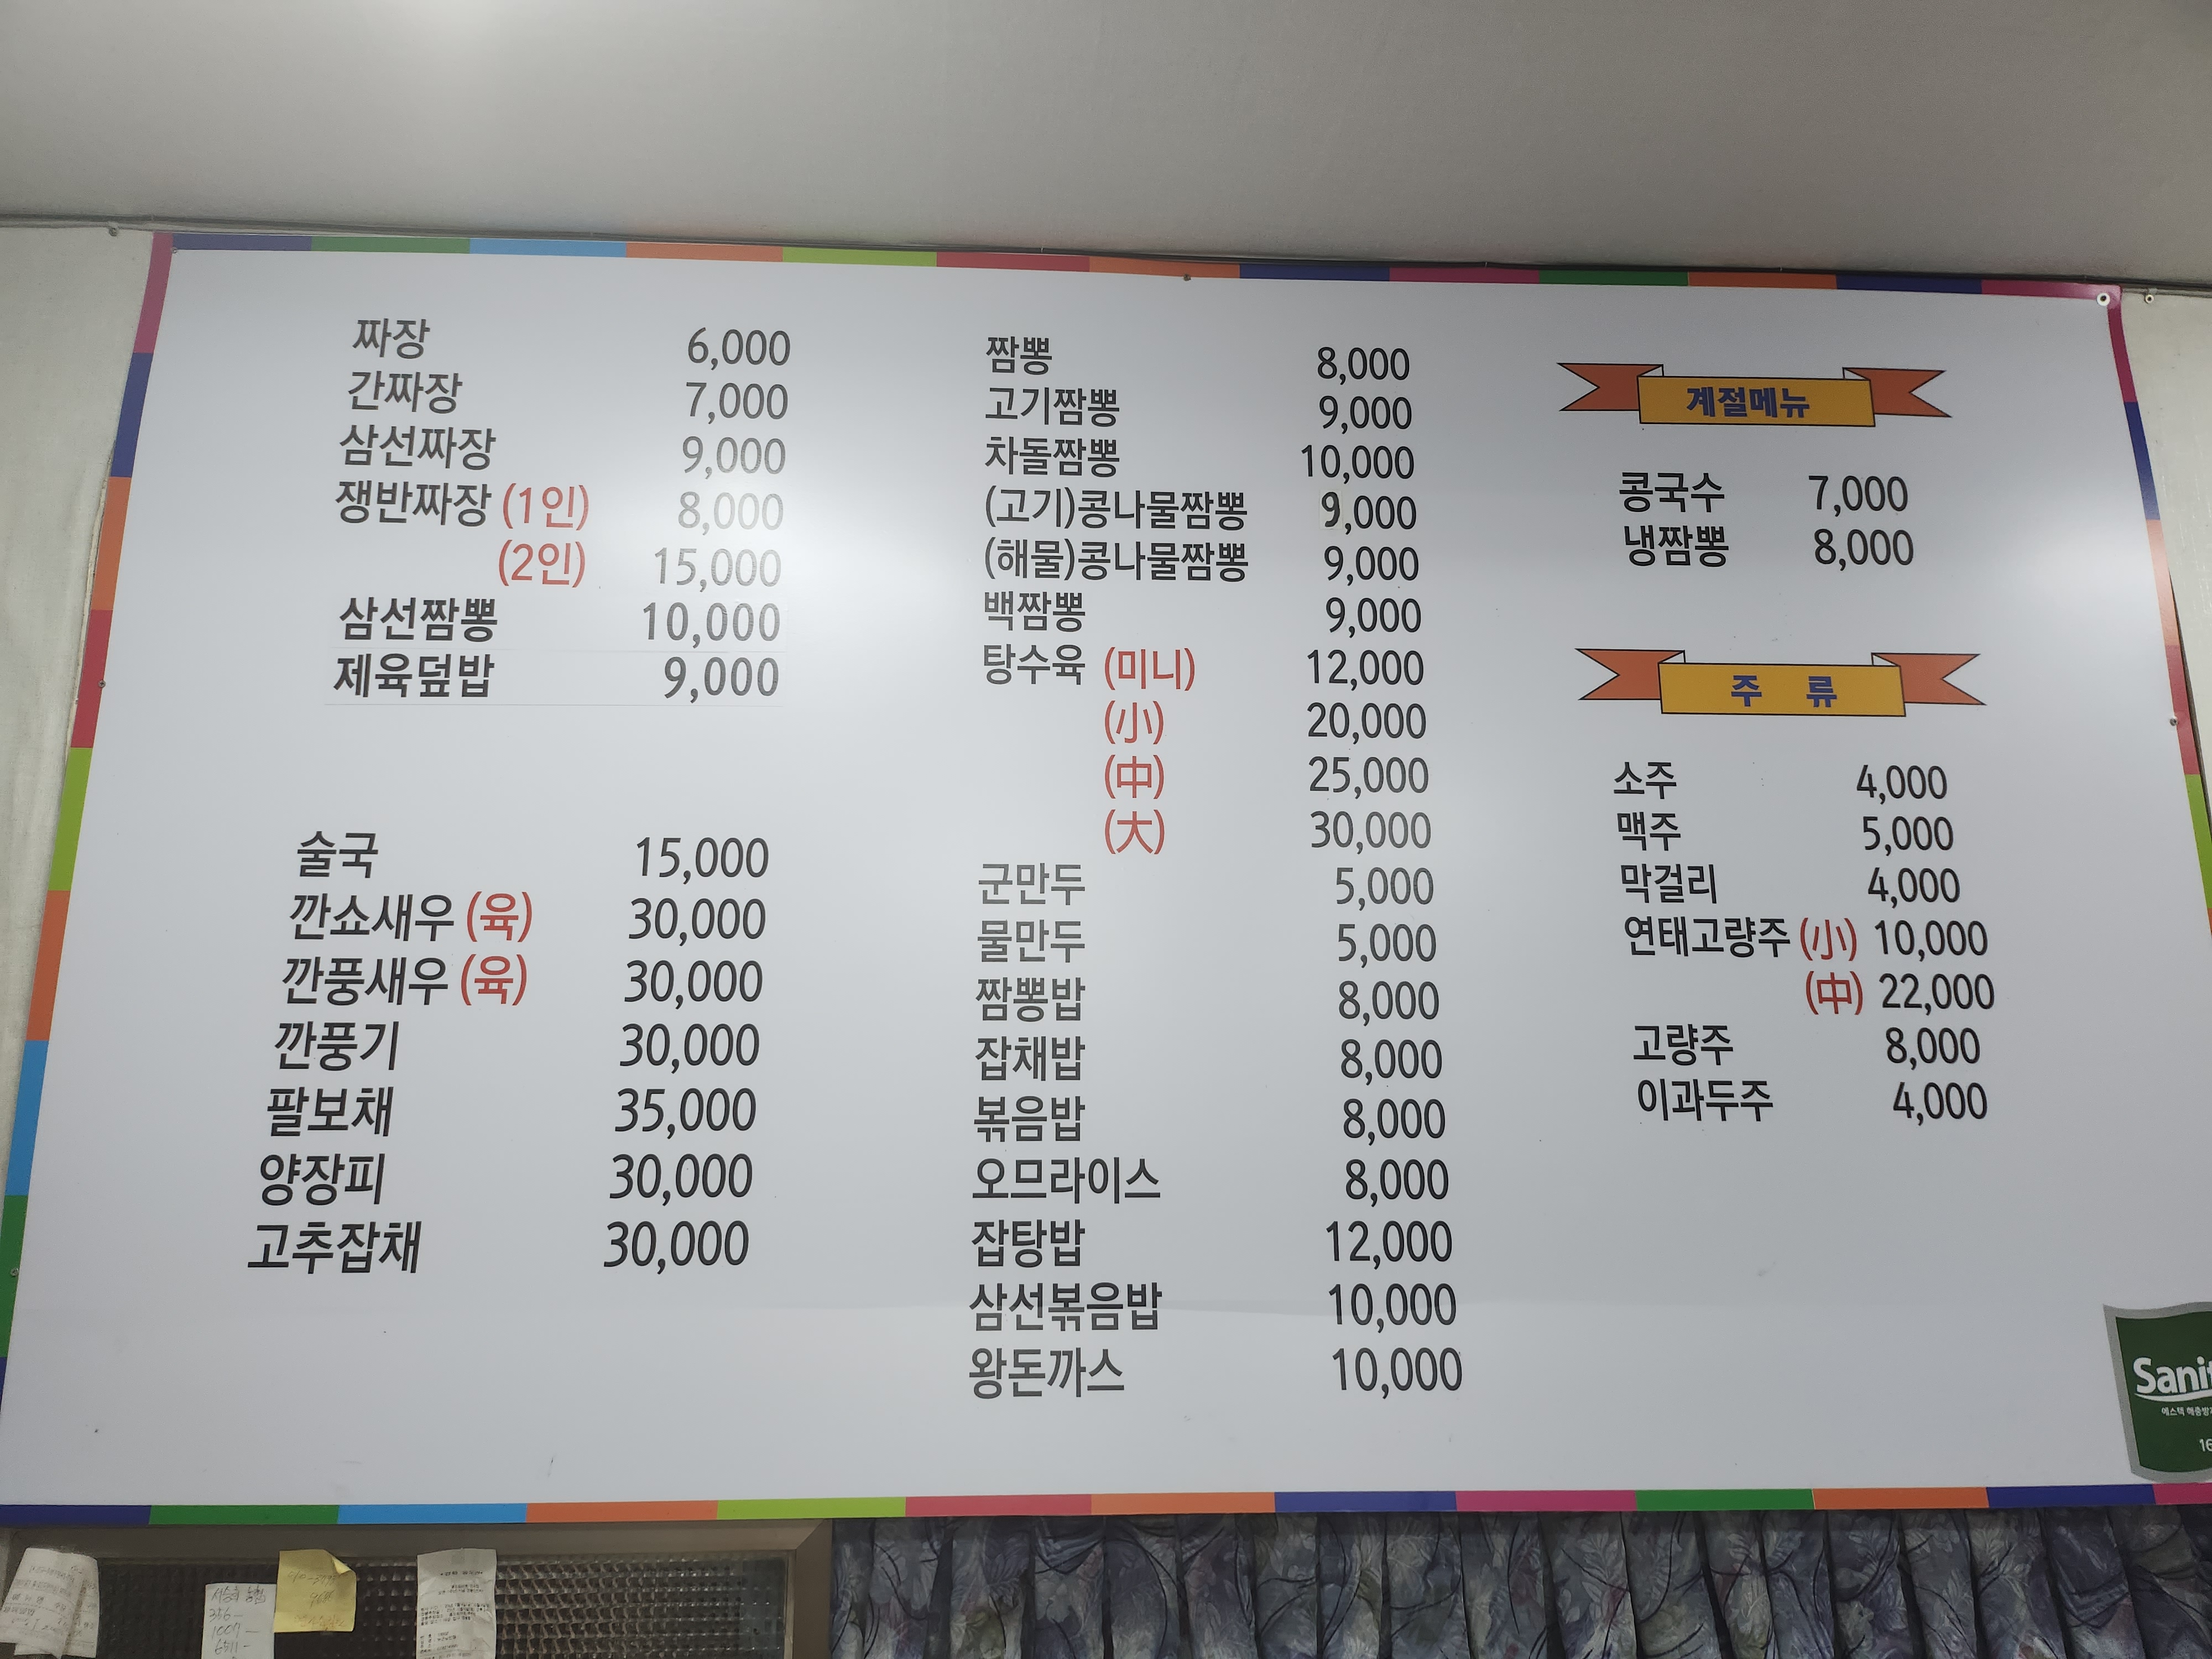 짜장 6,000
간짜장 7,000
삼선짜장 9,000
쟁반짜장 (1인) 8,000
(2인) 15,000
삼선짬뽕 10,000
제육덮밥 9,000
술국 15,000
깐쇼새우 (육) 30,000
깐풍새우 (육) 30,000
깐풍기 30,000
팔보채 35,000
양장피 30,000
고추잡채 30,000
짬뽕 8,000
고기짬뽕 9,000
차돌짬뽕 10,000
(고기)콩나물짬뽕 9,000
(해물)콩나물짬뽕 9,000
백짬뽕 9,000
탕수육 (미니) 12,000
(小) 20,000
(中) 25,000
(大) 30,000
군만두 5,000
물만두 5,000
짬뽕밥 8,000
잡채밥 8,000
볶음밥 8,000
오므라이스 8,000
잡탕밥 12,000
삼선볶음밥 10,000
왕돈까스 10,000
계절메뉴
콩국수 7,000
냉짬뽕 8,000
주 류
소주 4,000
맥주 5,000
막걸리 4,000
연태고량주 (小) 10,000
(中) 22,000
고량주 8,000
이과두주 4,000